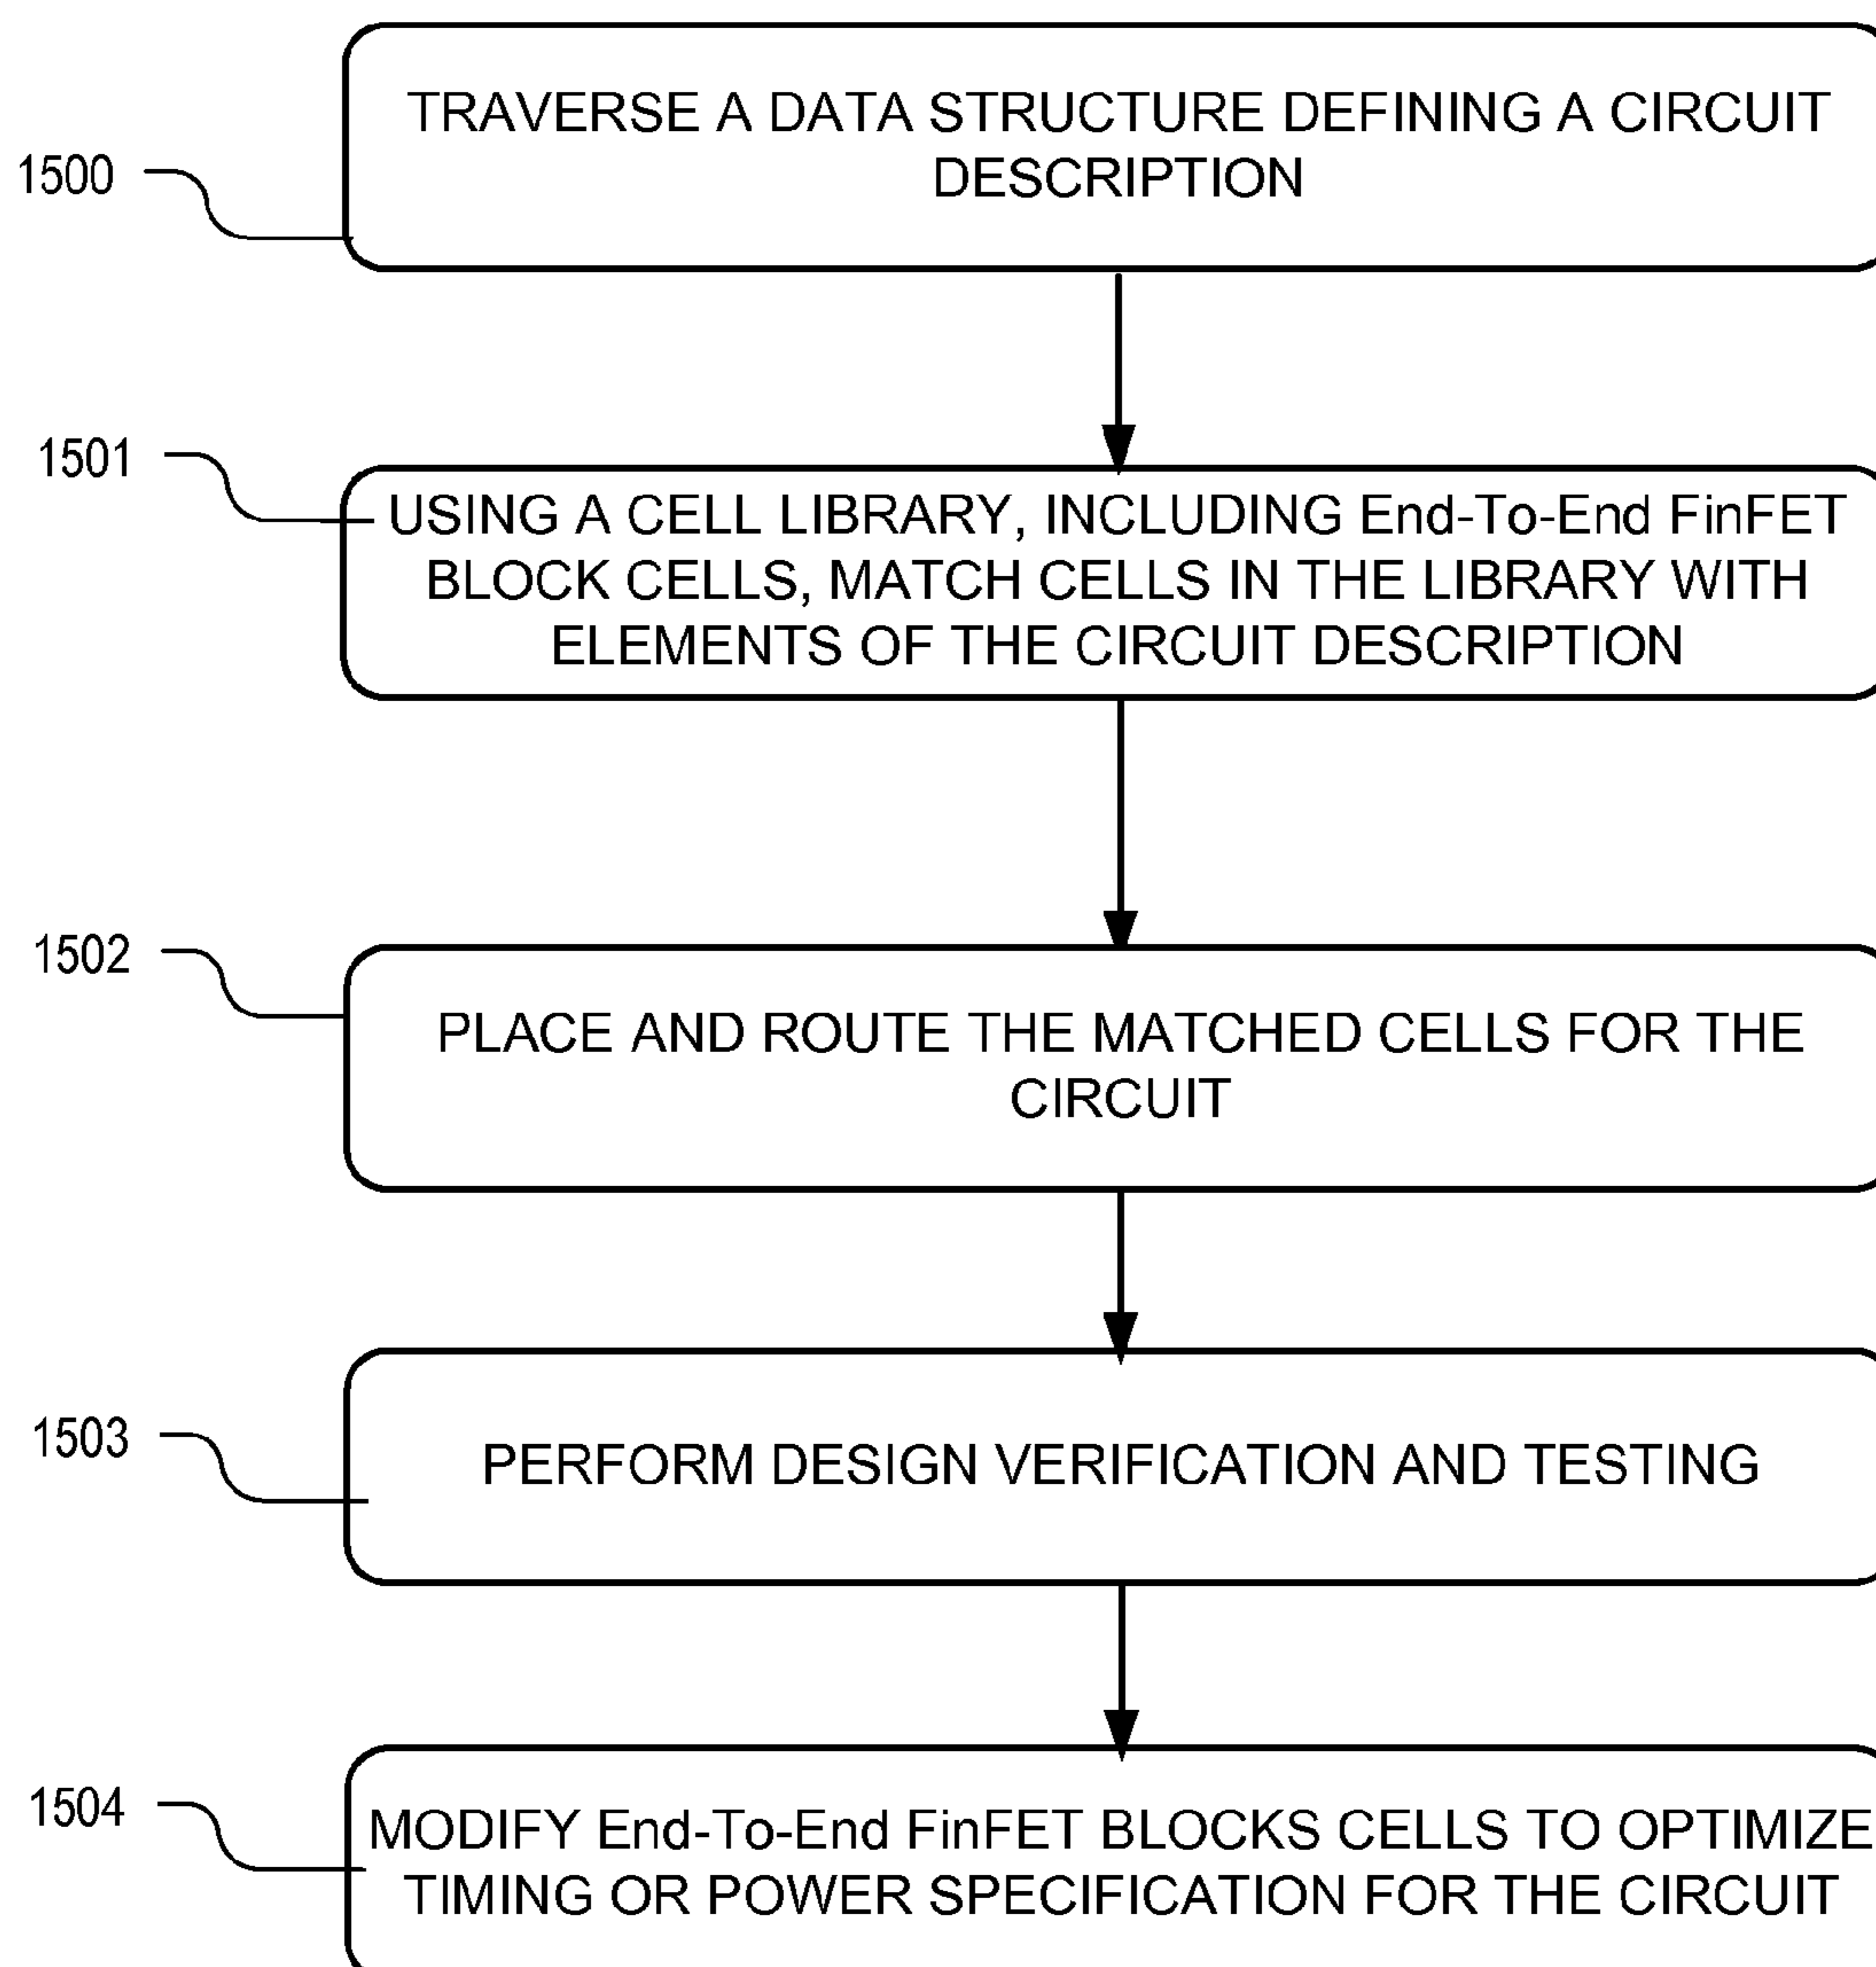 TRAVERSE A DATA STRUCTURE DEFINING A CIRCUIT
DESCRIPTION
1500
1501
USING A CELL LIBRARY, INCLUDING End-To-End FinFET
BLOCK CELLS, MATCH CELLS IN THE LIBRARY WITH
ELEMENTS OF THE CIRCUIT DESCRIPTION
1502
PLACE AND ROUTE THE MATCHED CELLS FOR THE
CIRCUIT
1503
PERFORM DESIGN VERIFICATION AND TESTING
1504
MODIFY End-To-End FinFET BLOCKS CELLS TO OPTIMIZE
TIMING OR POWER SPECIFICATION FOR THE CIRCUIT